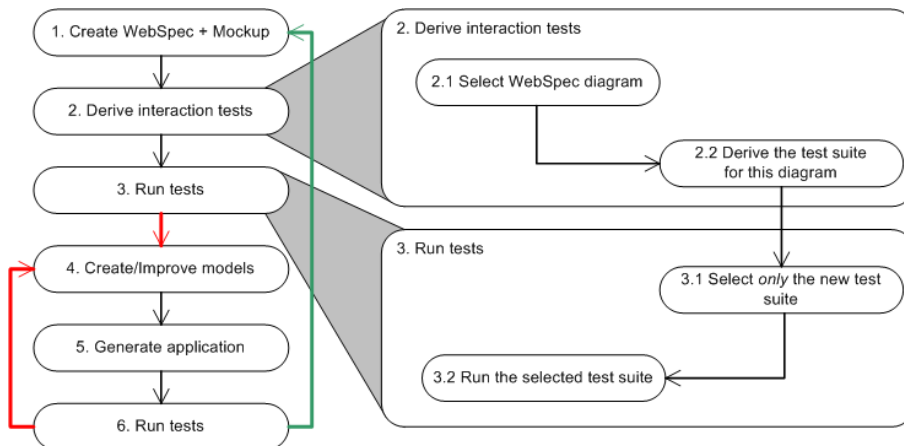 1. Create WebSpec + Mockup
2. Derive interaction tests
3. Run tests
4. Create/Improve models
5. Generate application
6. Run tests
2. Derive interaction tests
2.1 Select WebSpec diagram
2.2 Derive the test suite
for this diagram
3. Run tests
3.1 Select only the new test
suite
3.2 Run the selected test suite